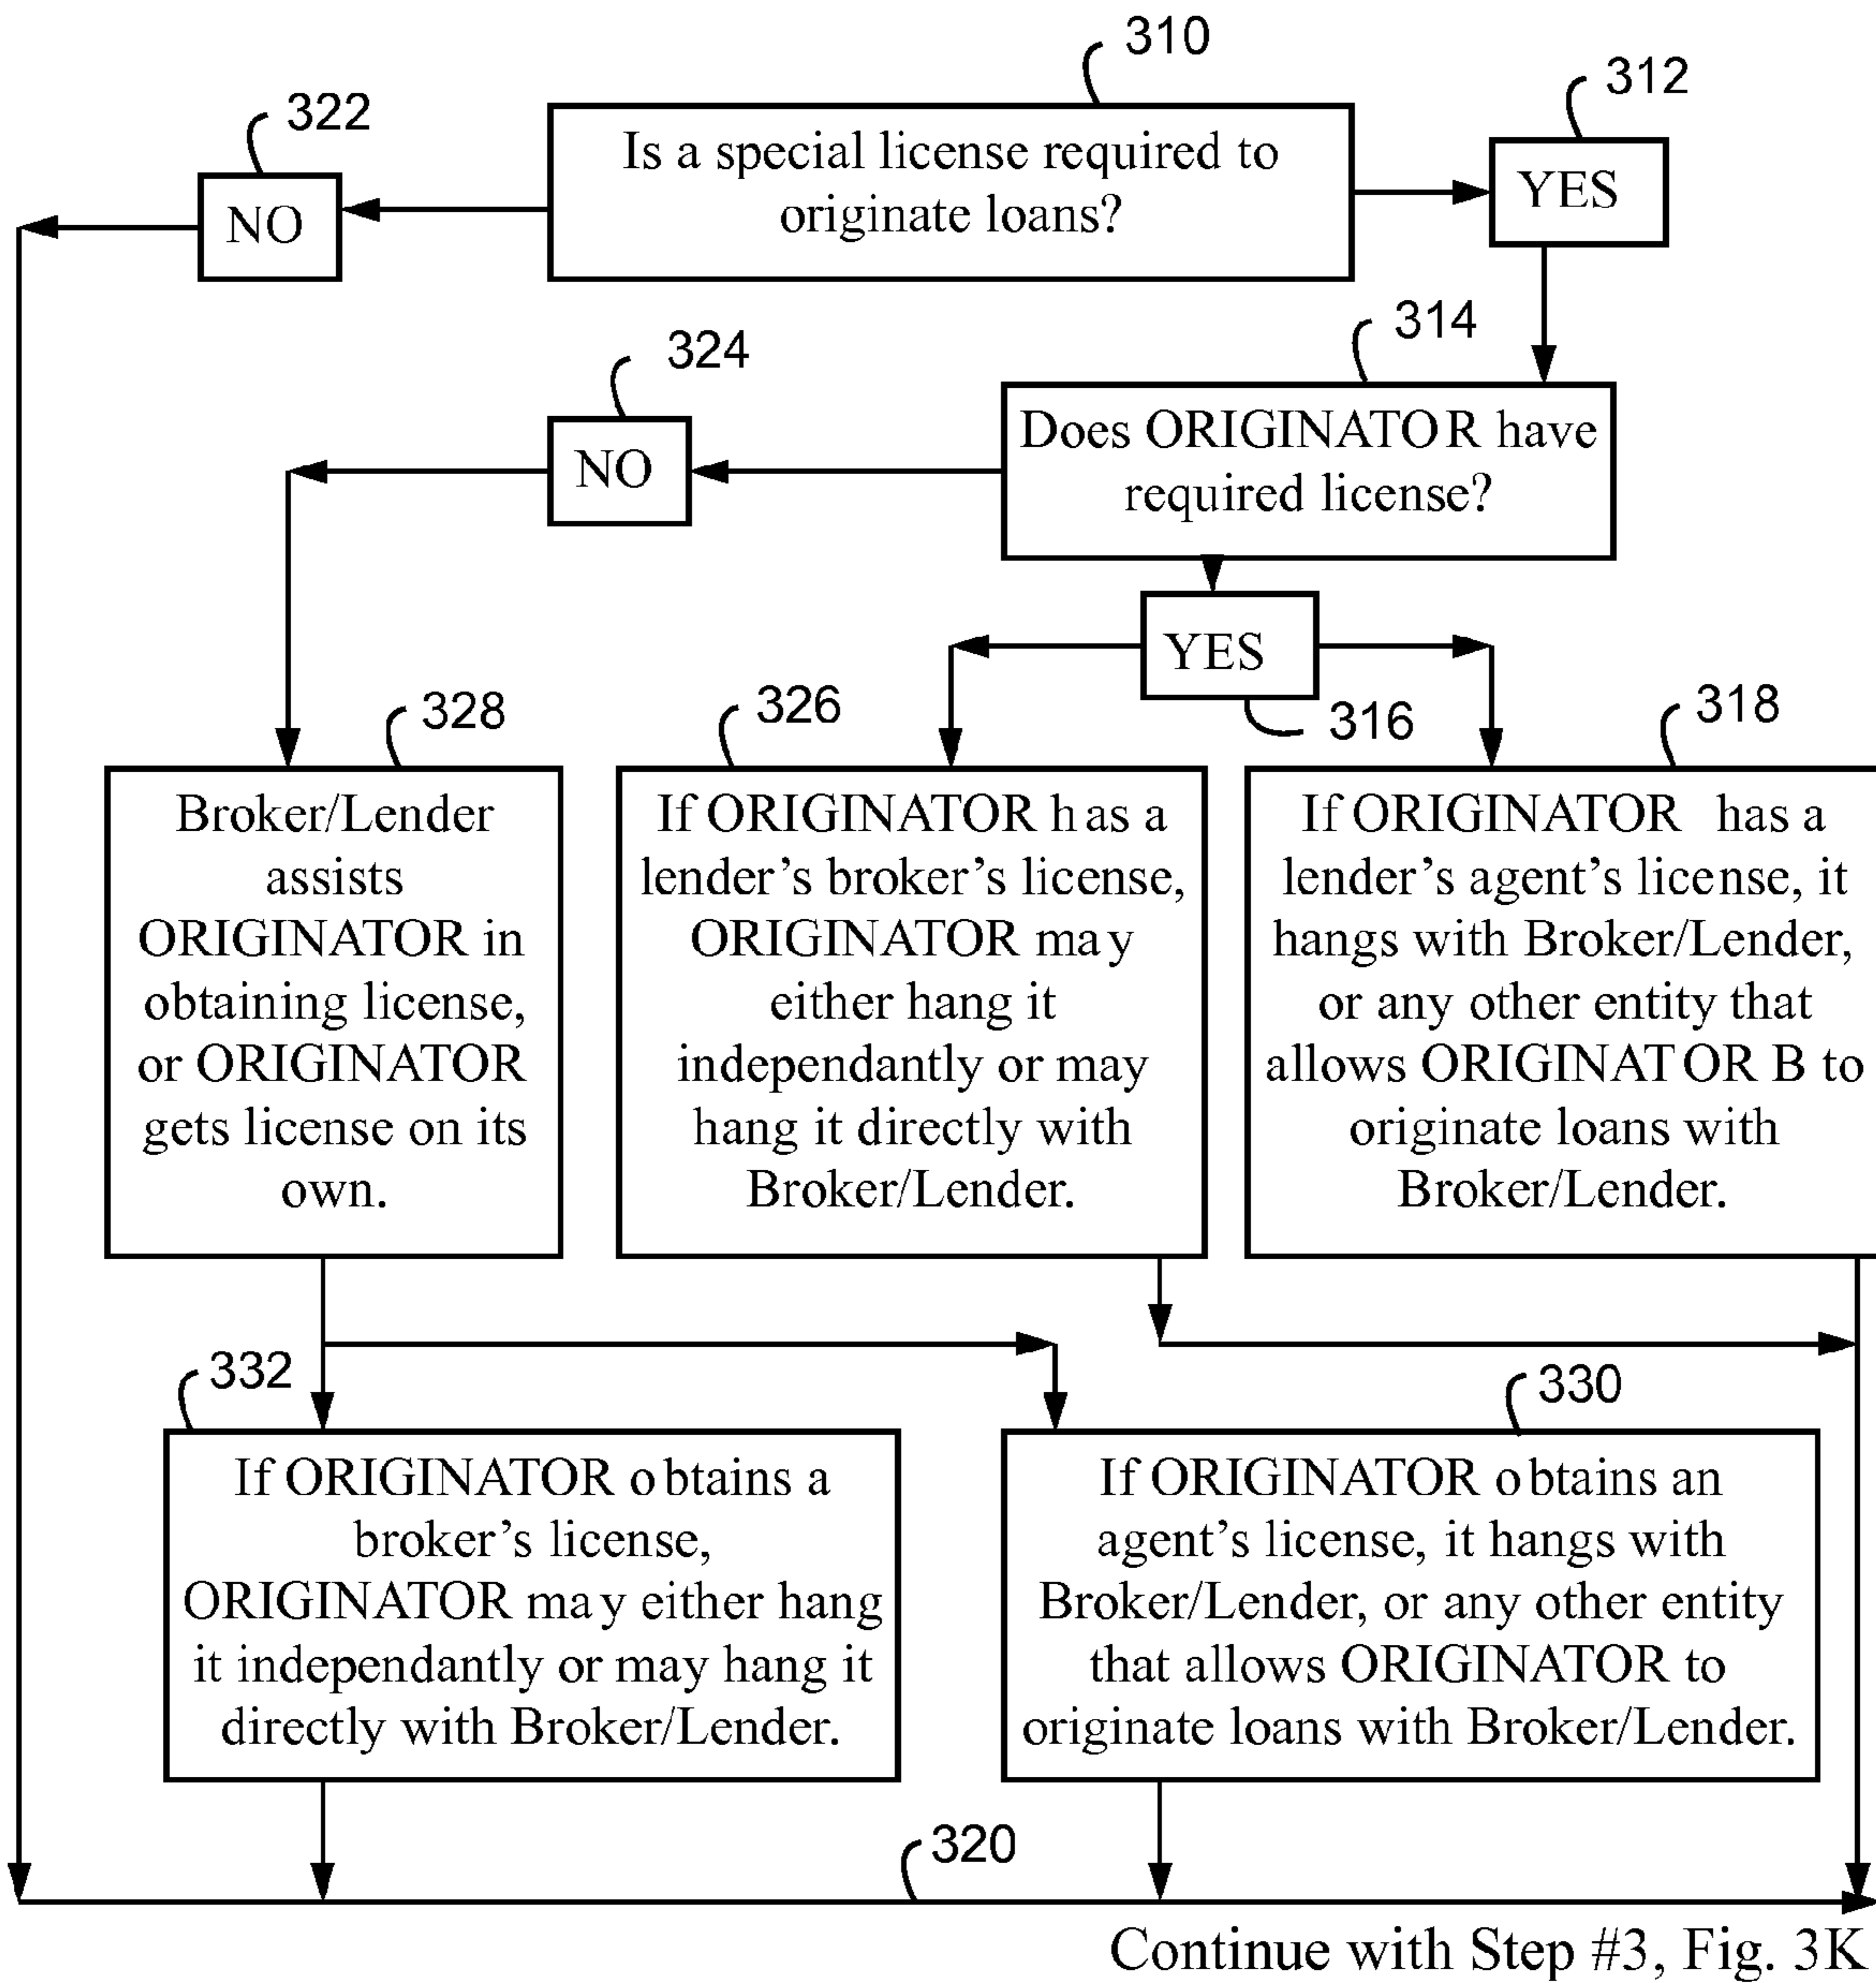 310
312
322
Is a special license required to
originate loans?
YES
NO
314
324
Does ORIGINATOR have
required license?
NO
YES
316
328
326
318
Broker/Lender
assists
ORIGINATOR in
obtaining license,
or ORIGINATOR
gets license on its
own.
If ORIGINATOR has a
lender’s broker’s license,
ORIGINATOR may
either hang it
independantly or may
hang it directly with
Broker/Lender.
If ORIGINATOR has a
lender’s agent’s license, it
hangs with Broker/Lender,
or any other entity that
allows ORIGINATOR B to
originate loans with
Broker/Lender.
332
330
If ORIGINATOR obtains a
broker’s license,
ORIGINATOR may either hang
it independantly or may hang it
directly with Broker/Lender.
If ORIGINATOR obtains an
agent’s license, it hangs with
Broker/Lender, or any other entity
that allows ORIGINATOR to
originate loans with Broker/Lender.
320
Continue with Step #3, Fig. 3K